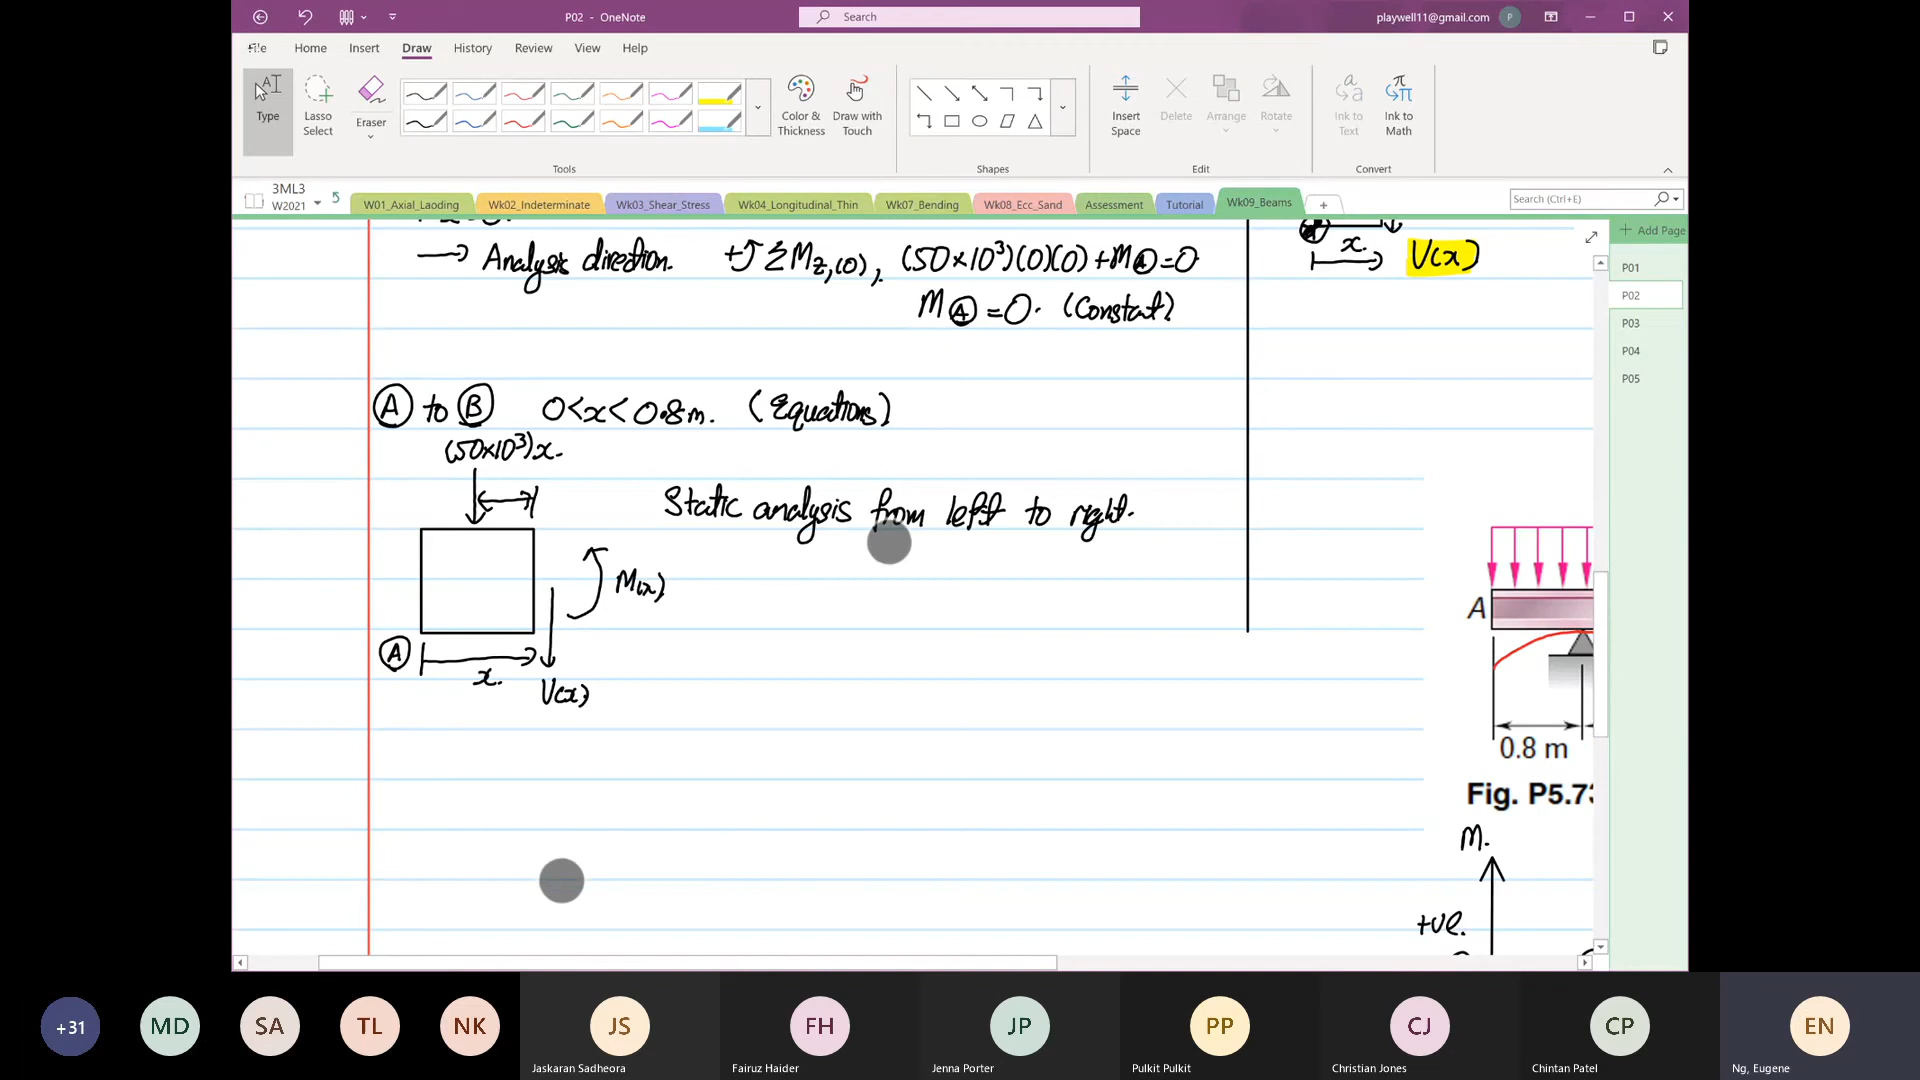 P02 - OneNote
Search
playwell11@gmail.com
P
File
Home
Insert
Draw
History
Review
View
Help
Type
Lasso Select
Eraser
Color & Thickness
Draw with Touch
Insert Space
Delete
Arrange
Rotate
Ink to Text
Ink to Math
Tools
Shapes
Edit
Convert
3ML3 W2021
W01_Axial_Laoding
Wk02_Indeterminate
Wk03_Shear_Stress
Wk04_Longitudinal_Thin
Wk07_Bending
Wk08_Ecc_Sand
Assessment
Tutorial
Wk09_Beams
+
Search (Ctrl+E)
+ Add Page
P01
P02
P03
P04
P05
→ Analysis direction. +↺ ΣMz,(0), (50×10³)(0)(0) + MⒶ = 0
MⒶ = 0. (Constant)
x.
V(x)
Ⓐ to Ⓑ 0<x<0.8m. (Equations)
(50×10³)x.
Static analysis from left to right.
M(x)
Ⓐ
x.
V(x)
A
0.8 m
Fig. P5.73
M.
+ve.
+31
MD
SA
TL
NK
JS
Jaskaran Sadheora
FH
Fairuz Haider
JP
Jenna Porter
PP
Pulkit Pulkit
CJ
Christian Jones
CP
Chintan Patel
EN
Ng, Eugene